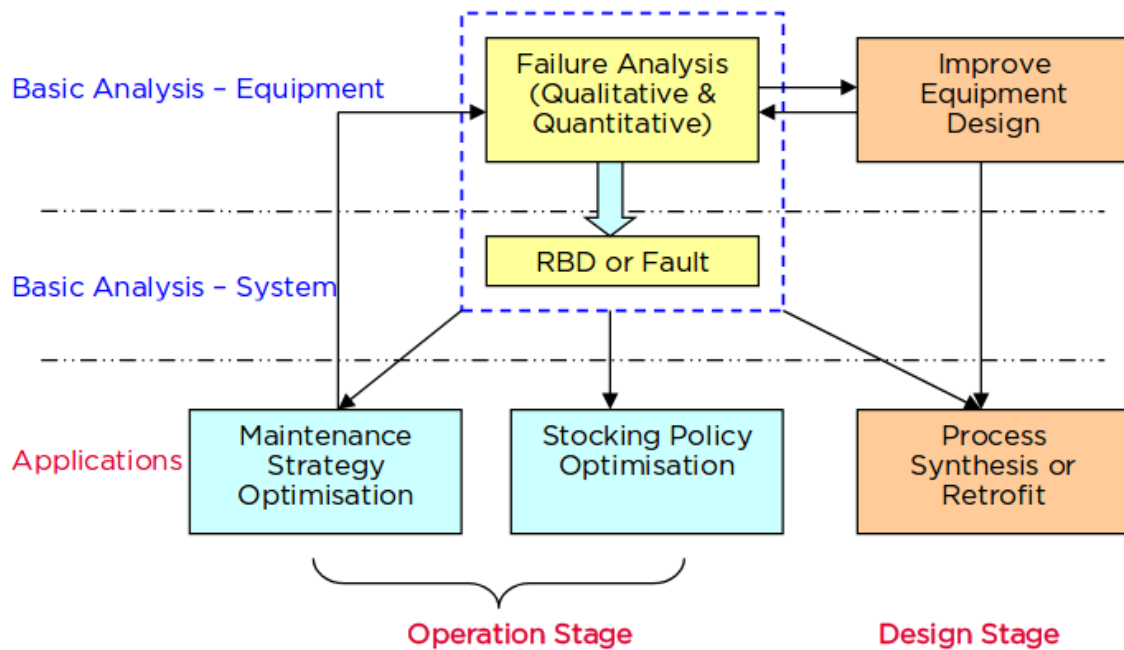 Basic Analysis – Equipment
Failure Analysis
(Qualitative &
Quantitative)
Improve
Equipment
Design
Basic Analysis – System
RBD or Fault
Applications
Maintenance
Strategy
Optimisation
Stocking Policy
Optimisation
Process
Synthesis or
Retrofit
Operation Stage
Design Stage